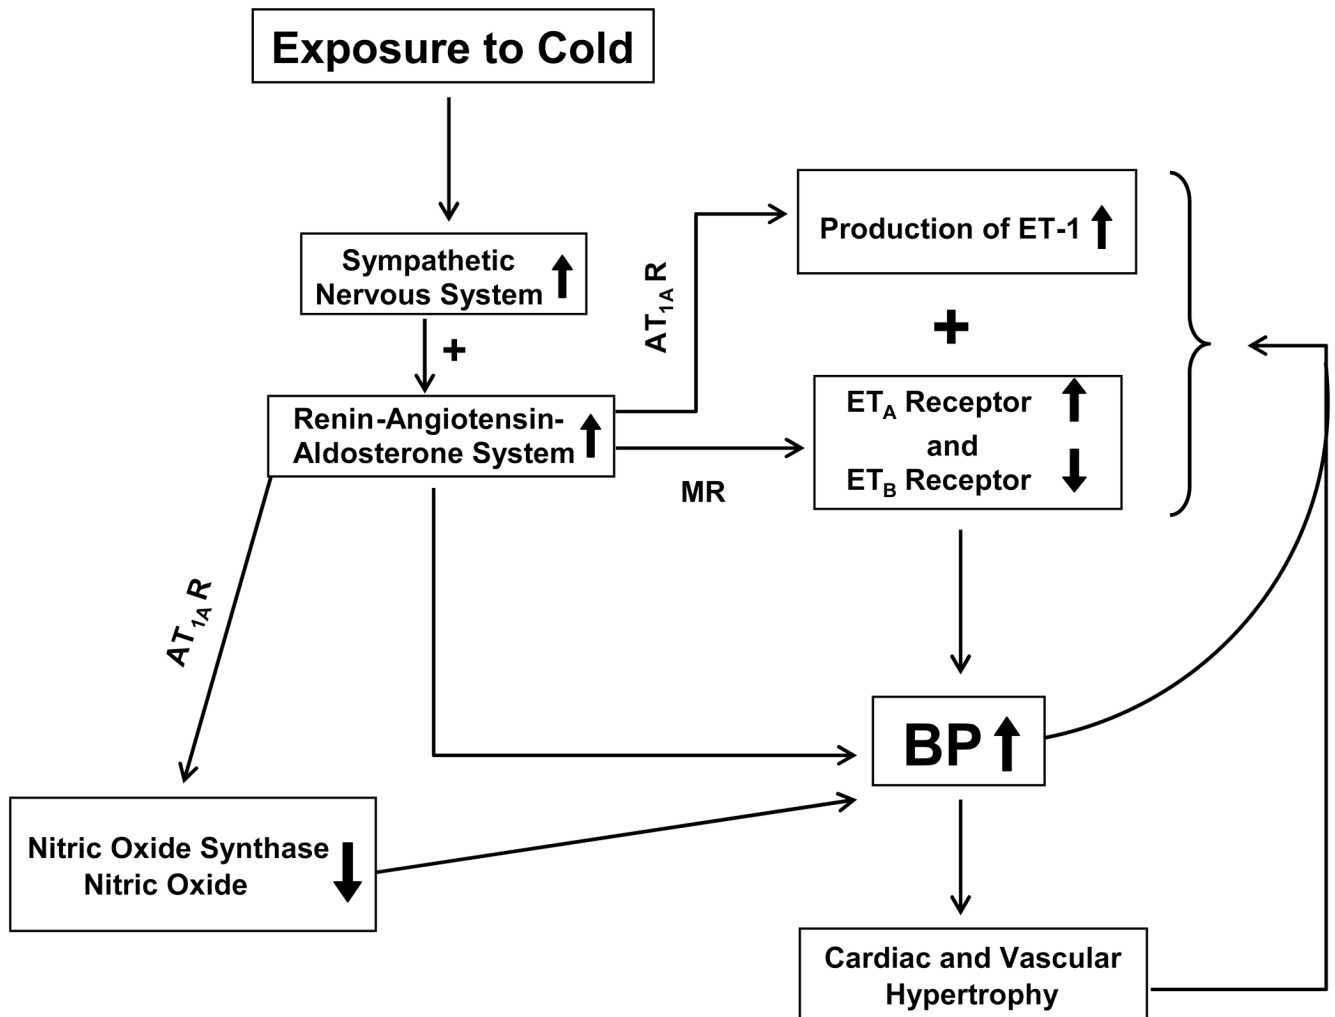 Exposure to Cold
Sympathetic
Nervous System
+
Renin-Angiotensin-
Aldosterone System
AT1A R
MR
AT1A R
Production of ET-1
+
ETA Receptor
and
ETB Receptor
BP
Nitric Oxide Synthase
Nitric Oxide
Cardiac and Vascular
Hypertrophy